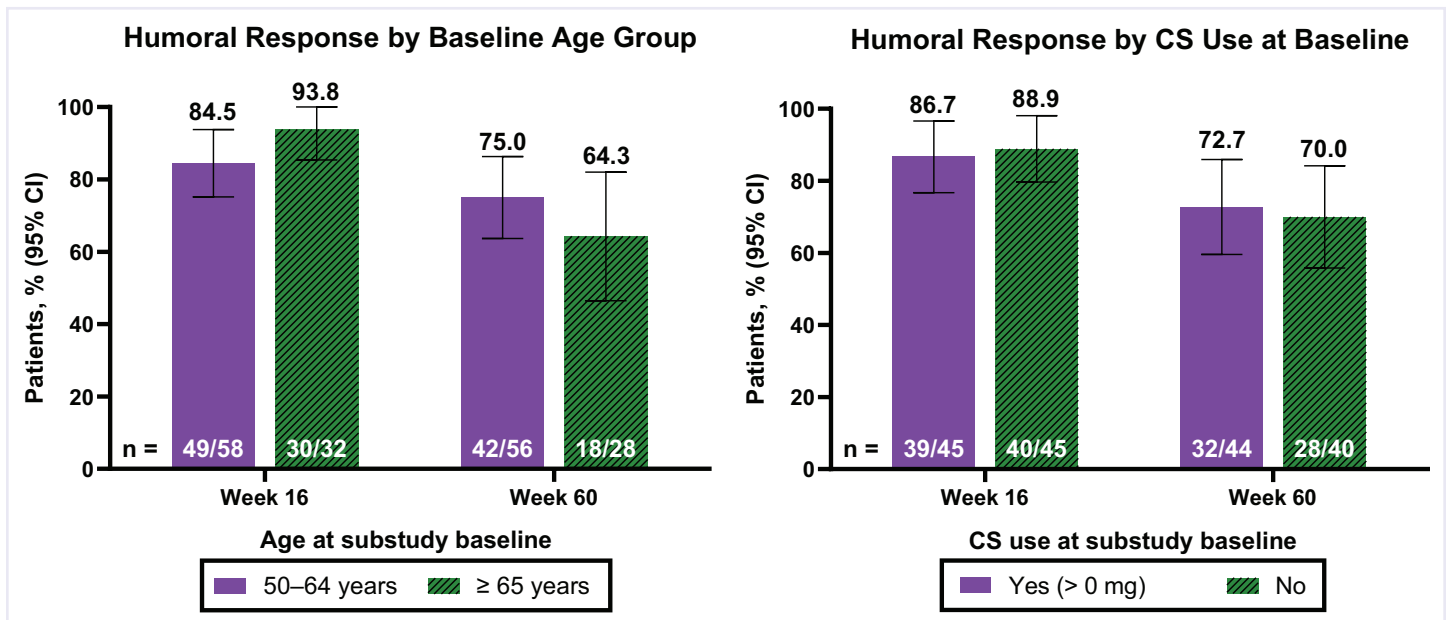 Humoral Response by Baseline Age Group
Patients, % (95% CI)
100
80
60
40
20
0
84.5
93.8
75.0
64.3
n =
49/58
30/32
42/56
18/28
Week 16
Week 60
Age at substudy baseline
50–64 years
≥ 65 years
Humoral Response by CS Use at Baseline
Patients, % (95% CI)
100
80
60
40
20
0
86.7
88.9
72.7
70.0
n =
39/45
40/45
32/44
28/40
Week 16
Week 60
CS use at substudy baseline
Yes (> 0 mg)
No